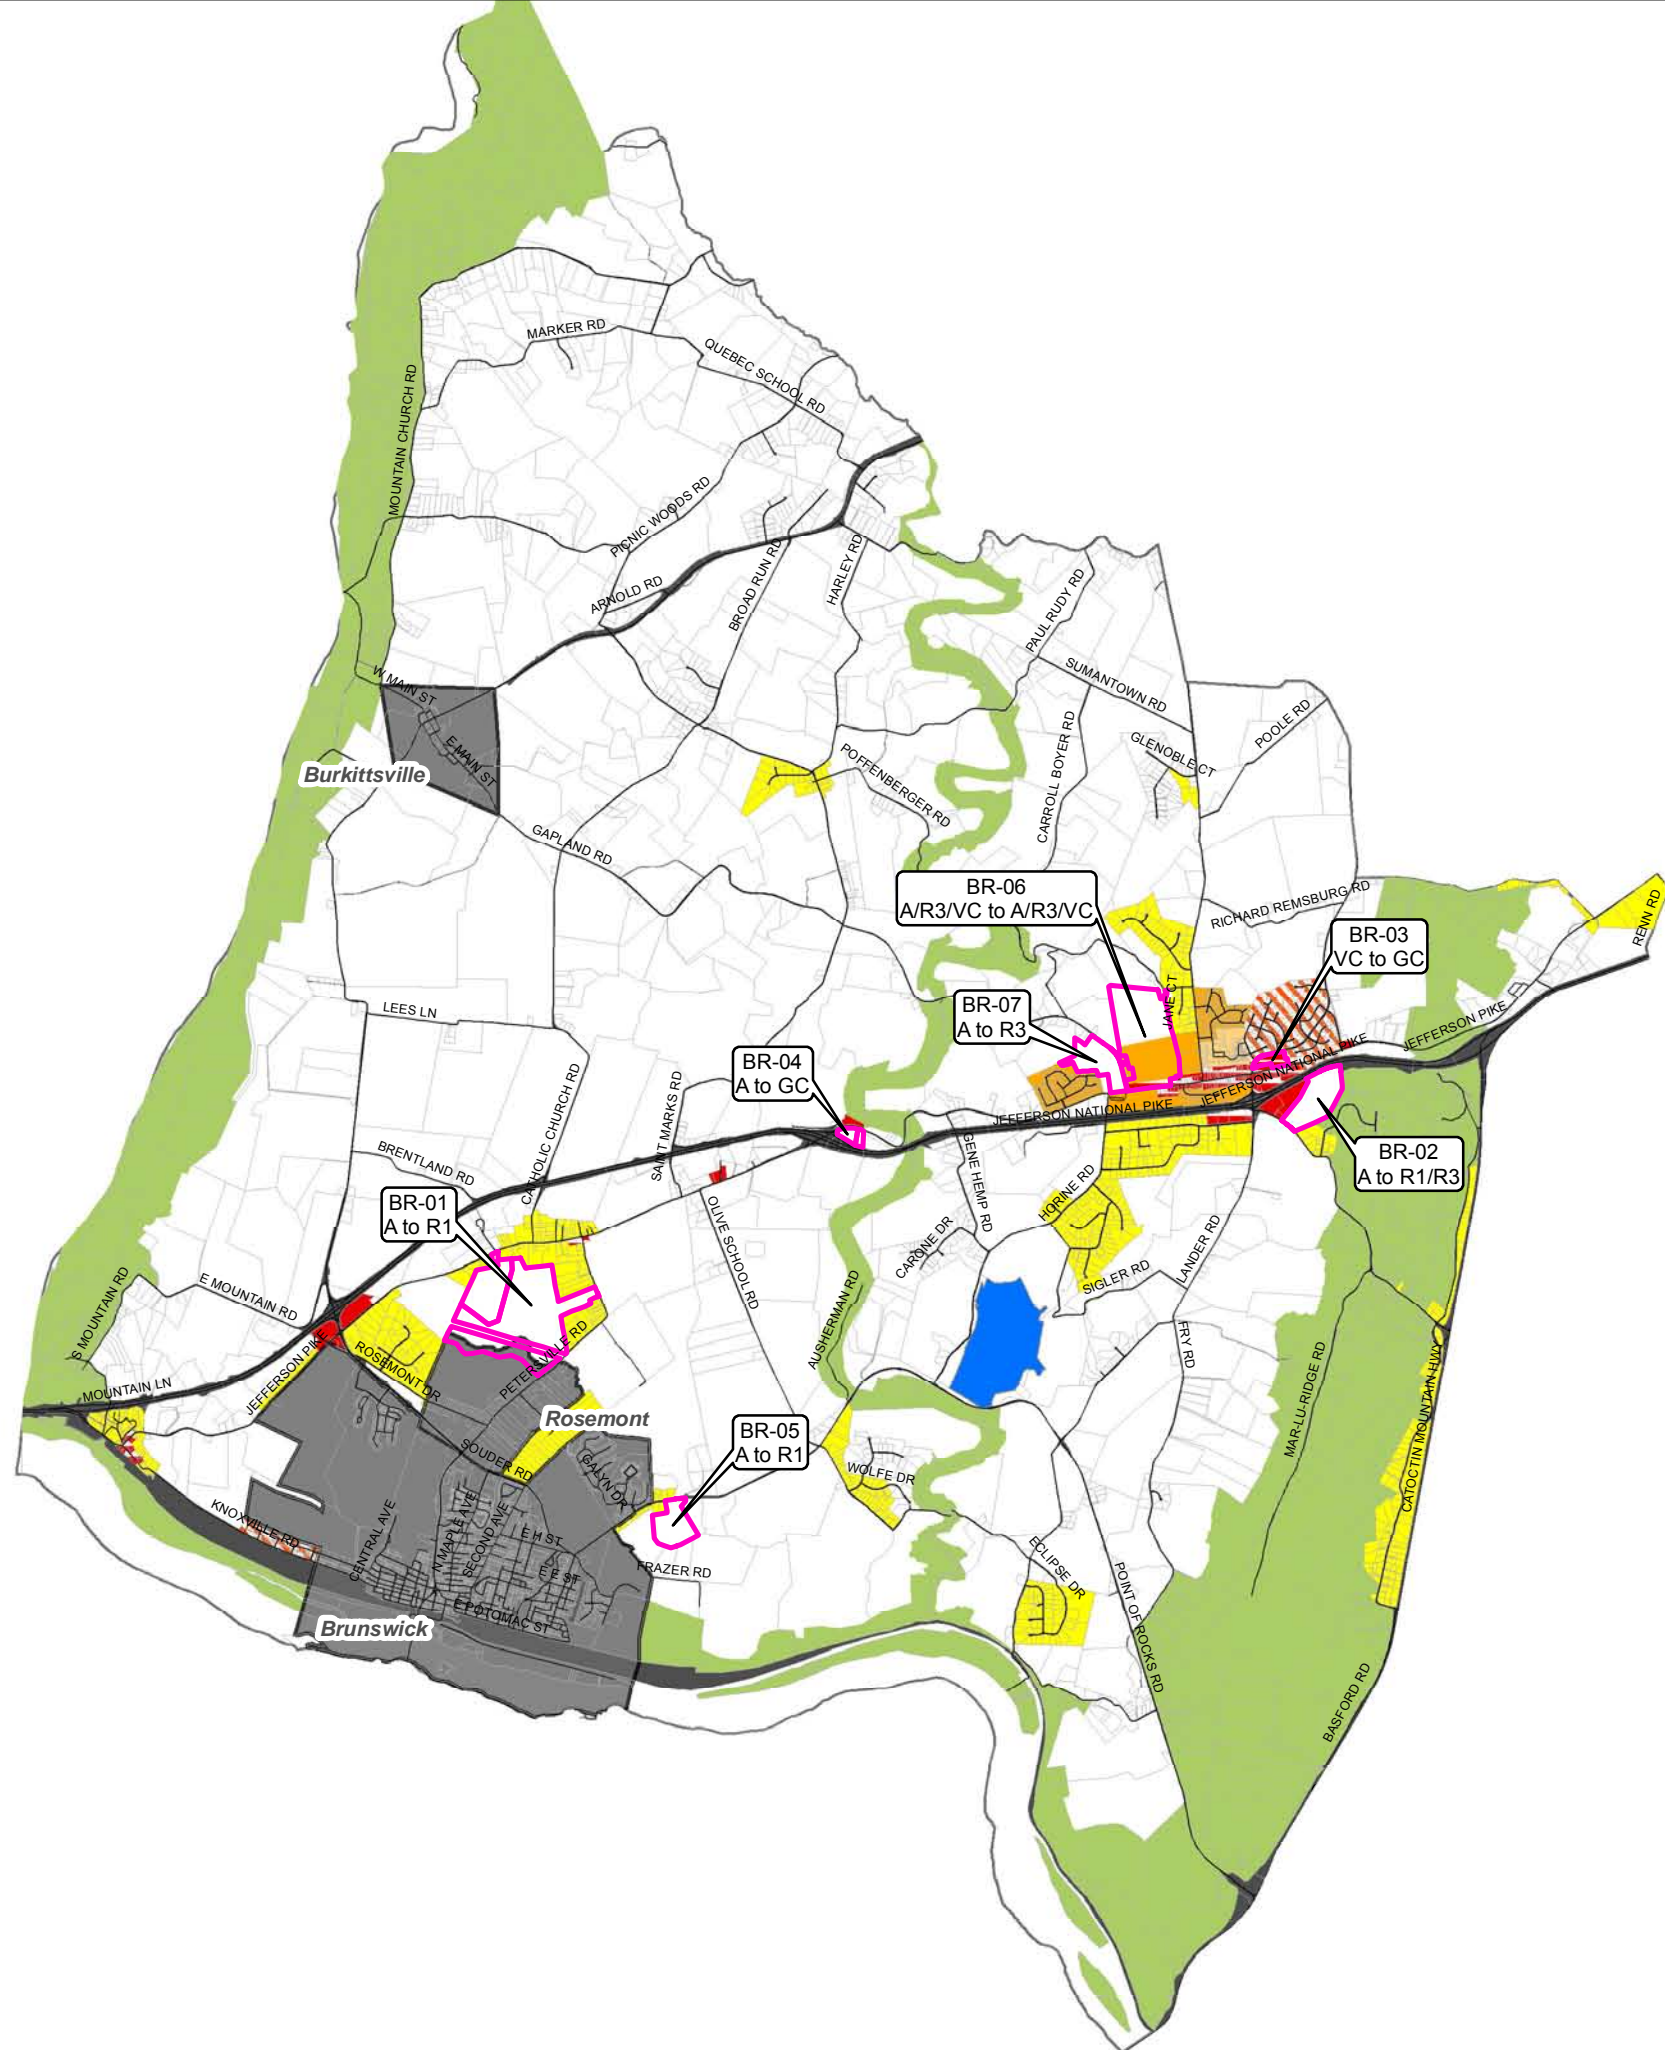 MARKER RD
QUEBEC SCHOOL RD
MOUNTAIN CHURCH RD
PICNIC WOODS RD
ARNOLD RD
BROAD RUN RD
HARLEY RD
PAUL RUDY RD
SUMANTOWN RD
W MAIN ST
E MAIN ST
Burkittsville
CARROLL BOYER RD
GLENOBLE CT
POOLE RD
POFFENBERGER RD
GAPLAND RD
BR-06
A/R3/VC to A/R3/VC
RICHARD REMSBURG RD
RENN RD
BR-03
VC to GC
JANE CT
BR-07
A to R3
LEES LN
JEFFERSON PIKE
JEFFERSON NATIONAL PIKE
BR-04
A to GC
JEFFERSON NATIONAL PIKE
SAINT MARKS RD
CATHOLIC CHURCH RD
BRENTLAND RD
GENE HEMP RD
BR-02
A to R1/R3
BR-01
A to R1
HORINE RD
OLIVE SCHOOL RD
CARONE DR
LANDER RD
SIGLER RD
S MOUNTAIN RD
E MOUNTAIN RD
AUSHERMAN RD
FRY RD
MAR-LU-RIDGE RD
CATOCTIN MOUNTAIN HWY
PETERSVILLE RD
ROSEMONT DR
JEFFERSON PIKE
MOUNTAIN LN
Rosemont
BR-05
A to R1
SOUDER RD
GALYN DR
WOLFE DR
KNOXVILLE RD
CENTRAL AVE
N MAPLE AVE
SECOND AVE
E H ST
E E ST
FRAZER RD
ECLIPSE DR
POINT OF ROCKS RD
E POTOMAC ST
Brunswick
BASFORD RD